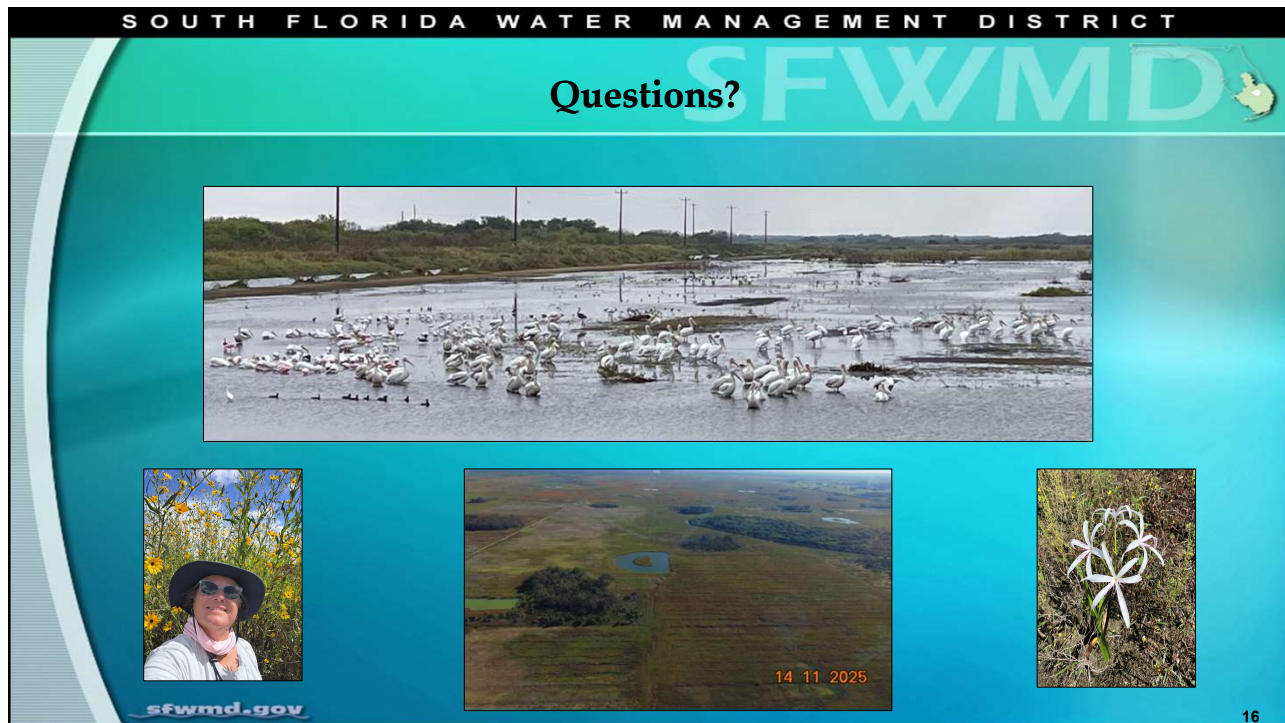 SOUTH FLORIDA WATER MANAGEMENT DISTRICT
SFWMD
Questions?
14 11 2025
sfwmd.gov
16